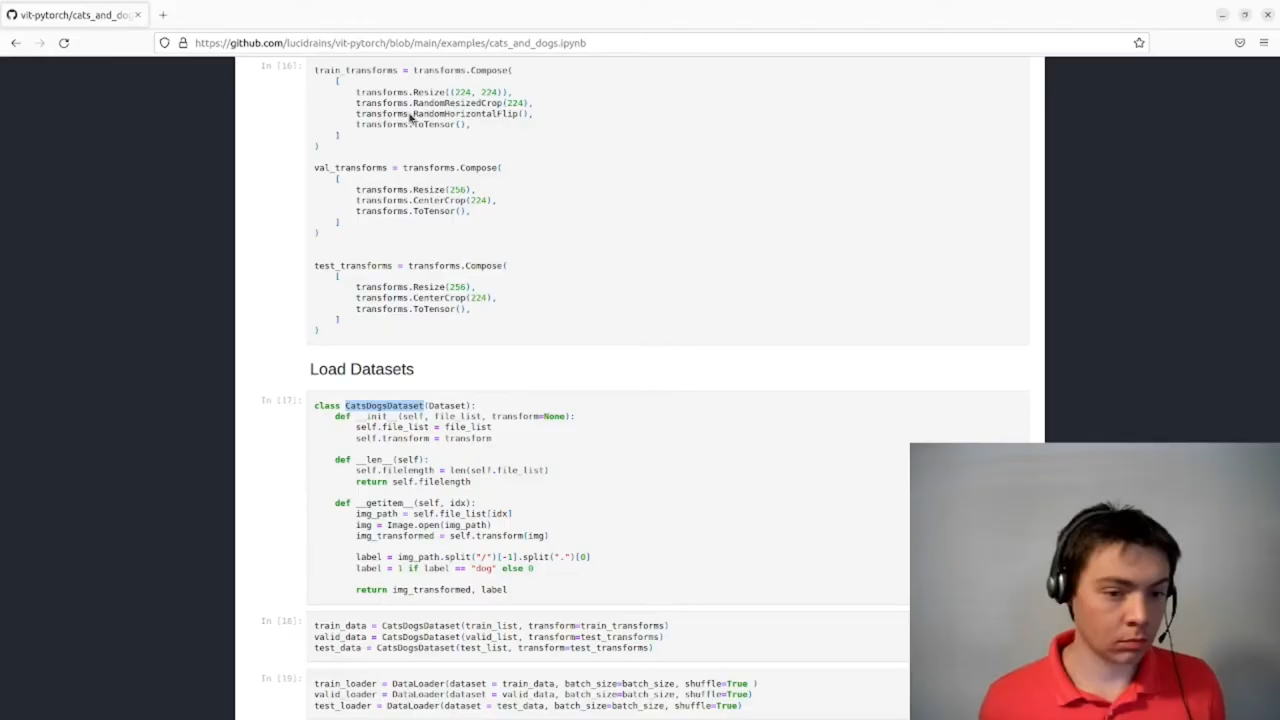 vit-pytorch/cats_and_dog
https://github.com/lucidrains/vit-pytorch/blob/main/examples/cats_and_dogs.ipynb
In [16]:
train_transforms = transforms.Compose(
[
transforms.Resize((224, 224)),
transforms.RandomResizedCrop(224),
transforms.RandomHorizontalFlip(),
transforms.ToTensor(),
]
)
val_transforms = transforms.Compose(
[
transforms.Resize(256),
transforms.CenterCrop(224),
transforms.ToTensor(),
]
)
test_transforms = transforms.Compose(
[
transforms.Resize(256),
transforms.CenterCrop(224),
transforms.ToTensor(),
]
)
Load Datasets
In [17]:
class CatsDogsDataset(Dataset):
def __init__(self, file_list, transform=None):
self.file_list = file_list
self.transform = transform
def __len__(self):
self.filelength = len(self.file_list)
return self.filelength
def __getitem__(self, idx):
img_path = self.file_list[idx]
img = Image.open(img_path)
img_transformed = self.transform(img)
label = img_path.split("/")[-1].split(".")[0]
label = 1 if label == "dog" else 0
return img_transformed, label
In [18]:
train_data = CatsDogsDataset(train_list, transform=train_transforms)
valid_data = CatsDogsDataset(valid_list, transform=test_transforms)
test_data = CatsDogsDataset(test_list, transform=test_transforms)
In [19]:
train_loader = DataLoader(dataset = train_data, batch_size=batch_size, shuffle=True )
valid_loader = DataLoader(dataset = valid_data, batch_size=batch_size, shuffle=True)
test_loader = DataLoader(dataset = test_data, batch_size=batch_size, shuffle=True)